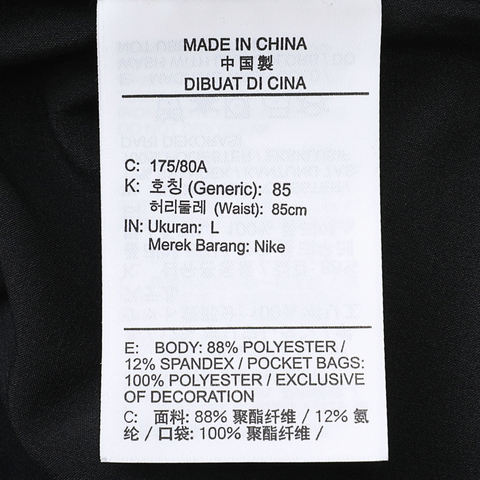 MADE IN CHINA
中国製
DIBUAT DI CINA
C: 175/80A
K: 호칭 (Generic): 85
허리둘레 (Waist): 85cm
IN: Ukuran: L
Merek Barang: Nike
E: BODY: 88% POLYESTER /
12% SPANDEX / POCKET BAGS:
100% POLYESTER / EXCLUSIVE
OF DECORATION
C: 面料: 88% 聚酯纤维 / 12% 氨
纶 / 口袋: 100% 聚酯纤维 /